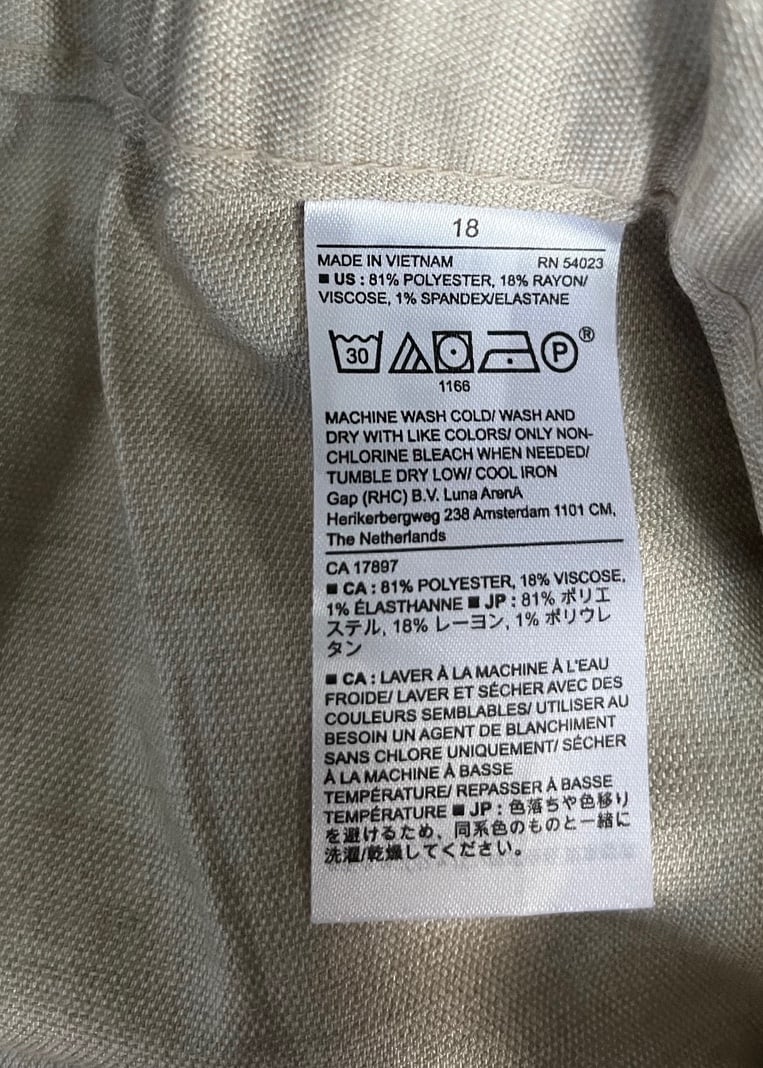 18
MADE IN VIETNAM RN 54023
■ US : 81% POLYESTER, 18% RAYON/
VISCOSE, 1% SPANDEX/ELASTANE
30 P ®
1166
MACHINE WASH COLD/ WASH AND
DRY WITH LIKE COLORS/ ONLY NON-
CHLORINE BLEACH WHEN NEEDED/
TUMBLE DRY LOW/ COOL IRON
Gap (RHC) B.V. Luna ArenA
Herikerbergweg 238 Amsterdam 1101 CM,
The Netherlands
CA 17897
■ CA : 81% POLYESTER, 18% VISCOSE,
1% ÉLASTHANNE ■ JP : 81% ポリエ
ステル, 18% レーヨン, 1% ポリウレ
タン
■ CA : LAVER À LA MACHINE À L'EAU
FROIDE/ LAVER ET SÉCHER AVEC DES
COULEURS SEMBLABLES/ UTILISER AU
BESOIN UN AGENT DE BLANCHIMENT
SANS CHLORE UNIQUEMENT/ SÉCHER
À LA MACHINE À BASSE
TEMPÉRATURE/ REPASSER À BASSE
TEMPÉRATURE ■ JP : 色落ちや色移り
を避けるため、同系色のものと一緒に
洗濯/乾燥してください。